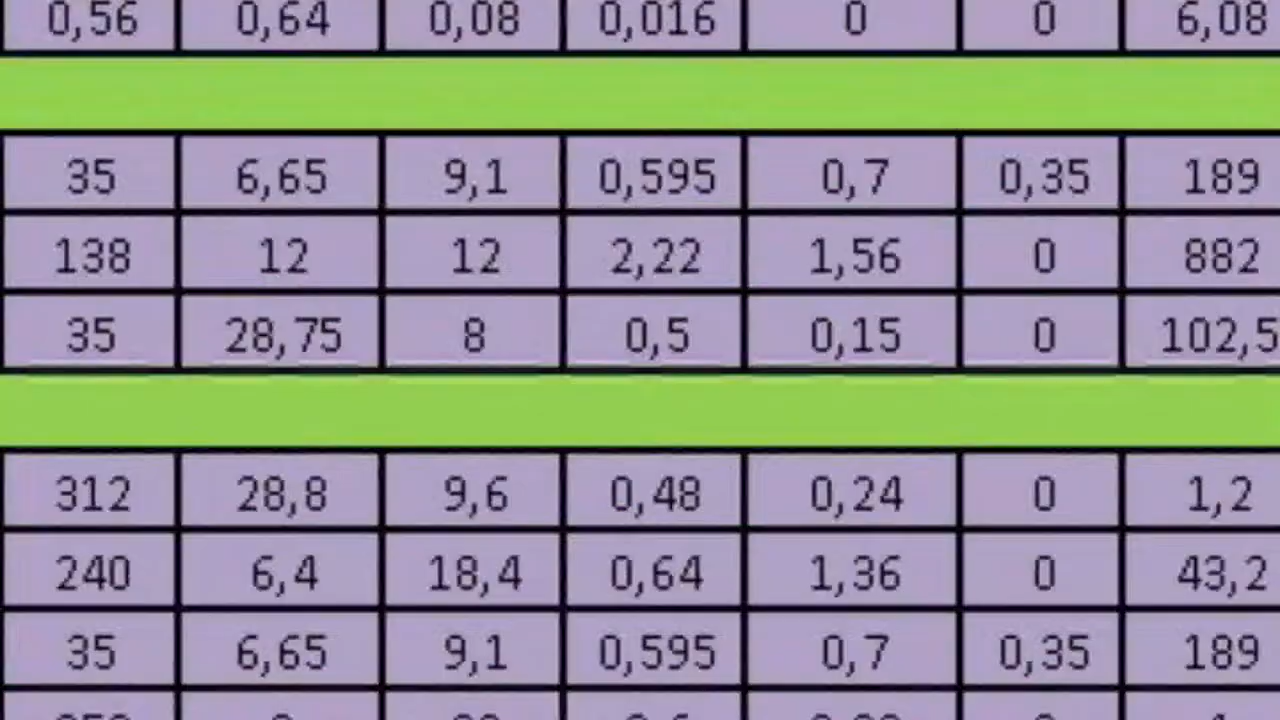 0,56 0,64 0,08 0,016 0 0 6,08
35 6,65 9,1 0,595 0,7 0,35 189
138 12 12 2,22 1,56 0 882
35 28,75 8 0,5 0,15 0 102,5
312 28,8 9,6 0,48 0,24 0 1,2
240 6,4 18,4 0,64 1,36 0 43,2
35 6,65 9,1 0,595 0,7 0,35 189